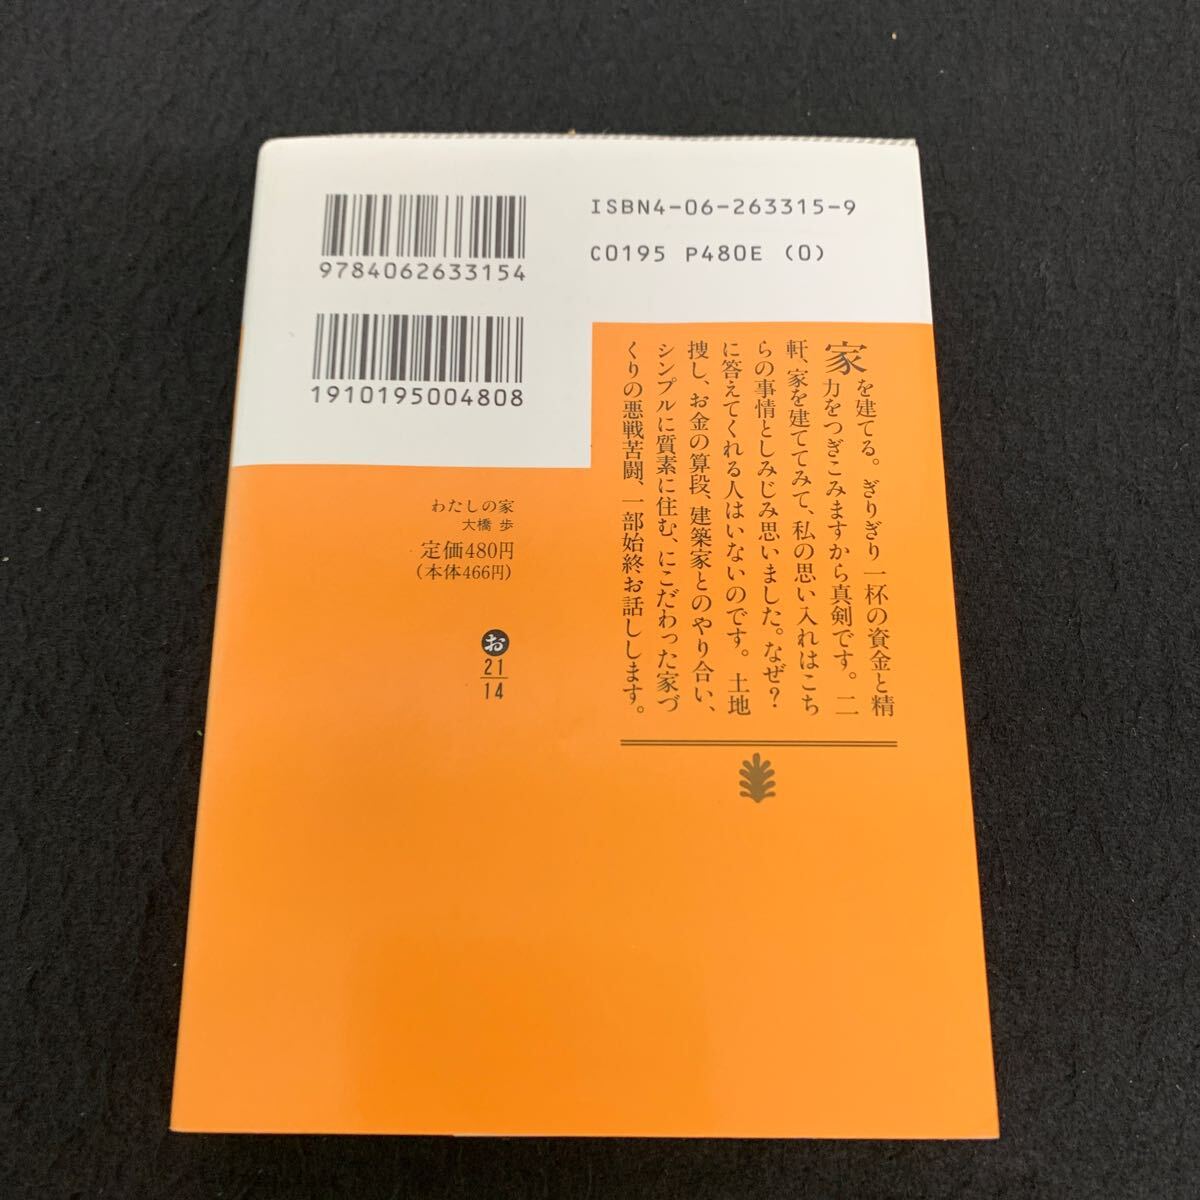 ISBN4-06-263315-9
C0195 P480E (0)
9784062633154
1910195004808
家を建てる。ぎりぎり一杯の資金と精
力をつぎこみますから真剣です。二
軒、家を建ててみて、私の思い入れはこち
らの事情としみじみ思いました。なぜ?
に答えてくれる人はいないのです。土地
捜し、お金の算段、建築家とのやり合い、
シンプルに質素に住む、にこだわった家づ
くりの悪戦苦闘、一部始終お話しします。
わたしの家
大橋 歩
定価480円
(本体466円)
お
21
14